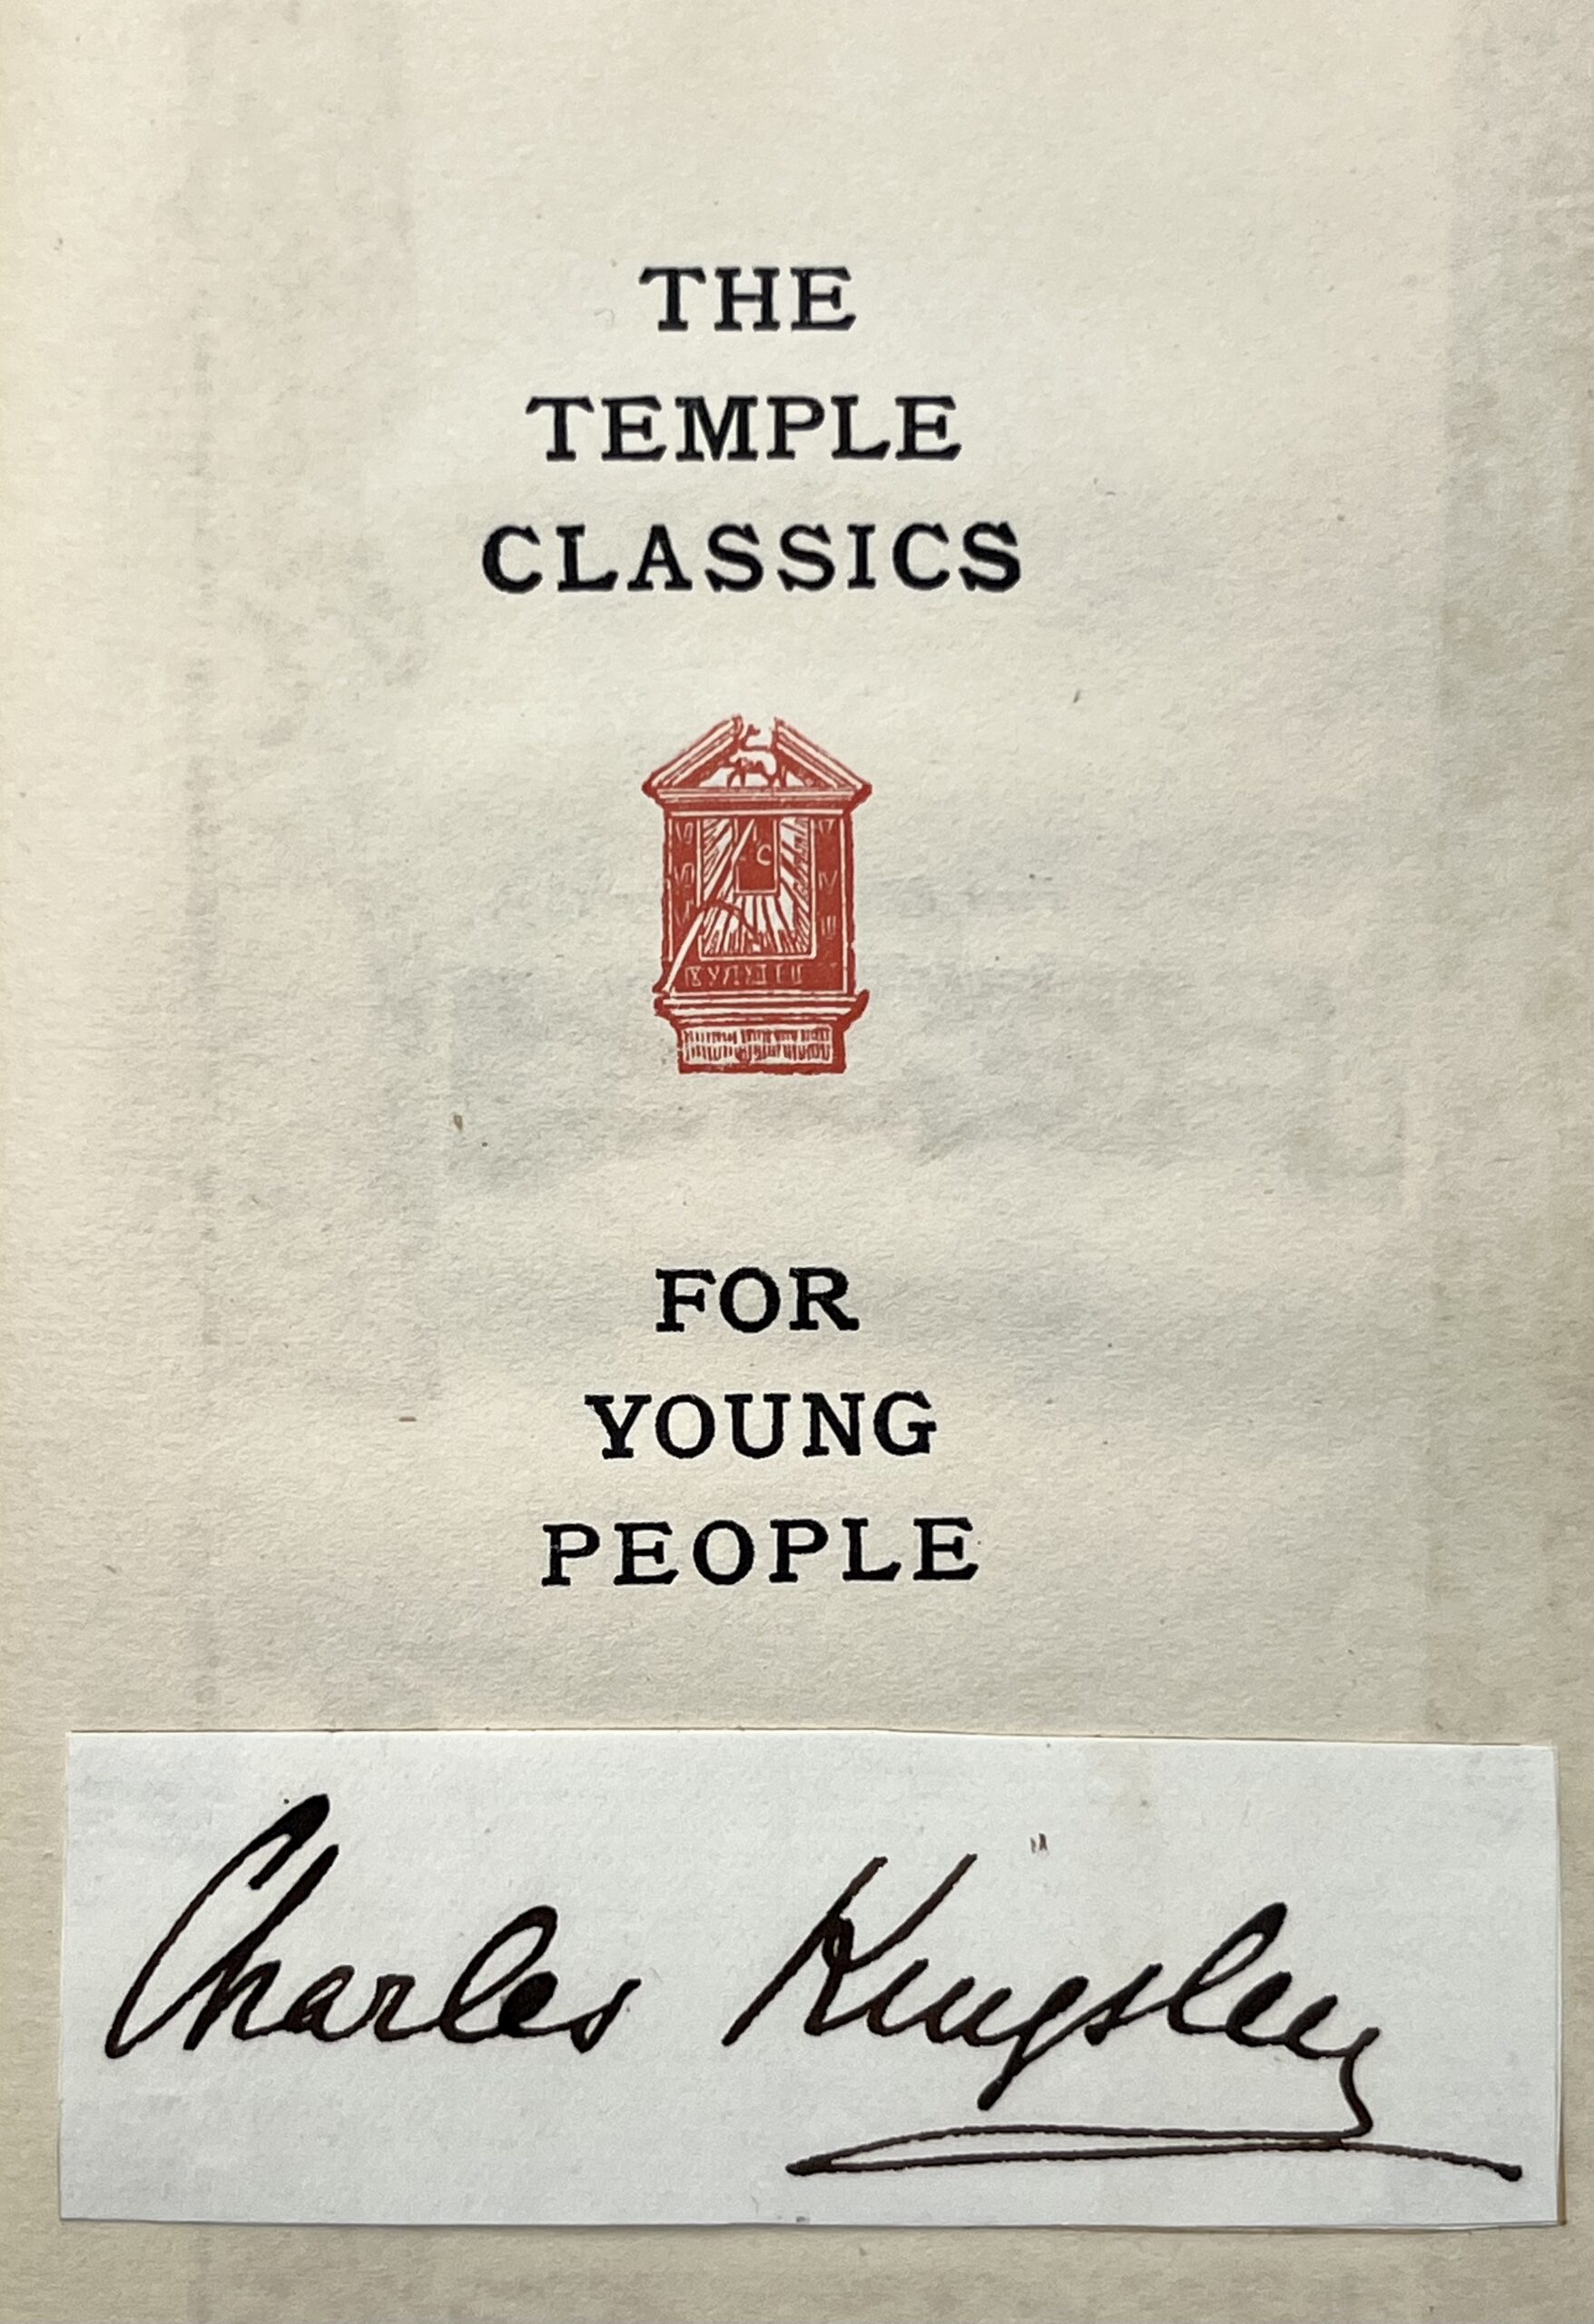 THE
TEMPLE
CLASSICS
FOR
YOUNG
PEOPLE
Charles Kingsley